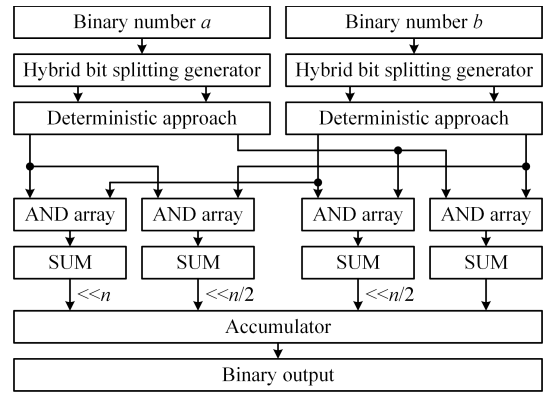 Binary number a
Binary number b
Hybrid bit splitting generator
Hybrid bit splitting generator
Deterministic approach
Deterministic approach
AND array
AND array
AND array
AND array
SUM
SUM
SUM
SUM
<<n
<<n/2
<<n/2
Accumulator
Binary output